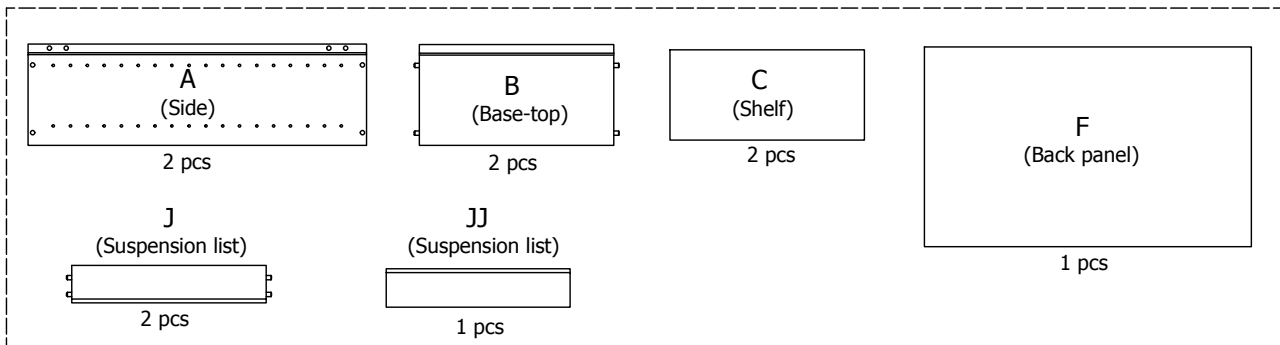 A
(Side)
2 pcs
B
(Base-top)
2 pcs
C
(Shelf)
2 pcs
F
(Back panel)
1 pcs
J
(Suspension list)
2 pcs
JJ
(Suspension list)
1 pcs